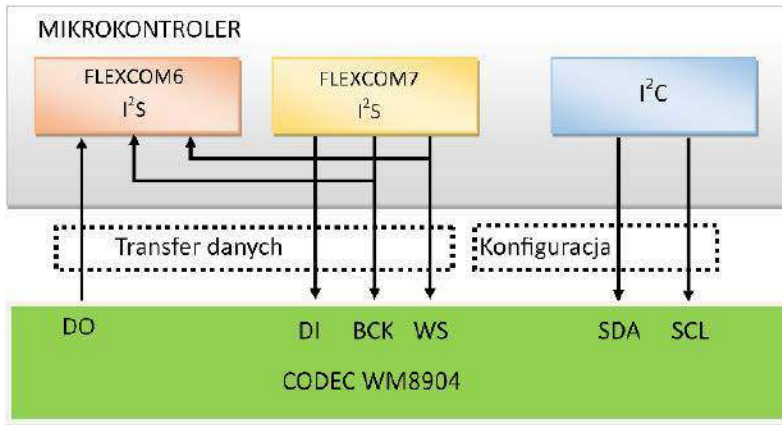 MIKROKONTROLER
FLEXCOM6
I²S
FLEXCOM7
I²S
I²C
Transfer danych
Konfiguracja
DO
DI
BCK
WS
SDA
SCL
CODEC WM8904